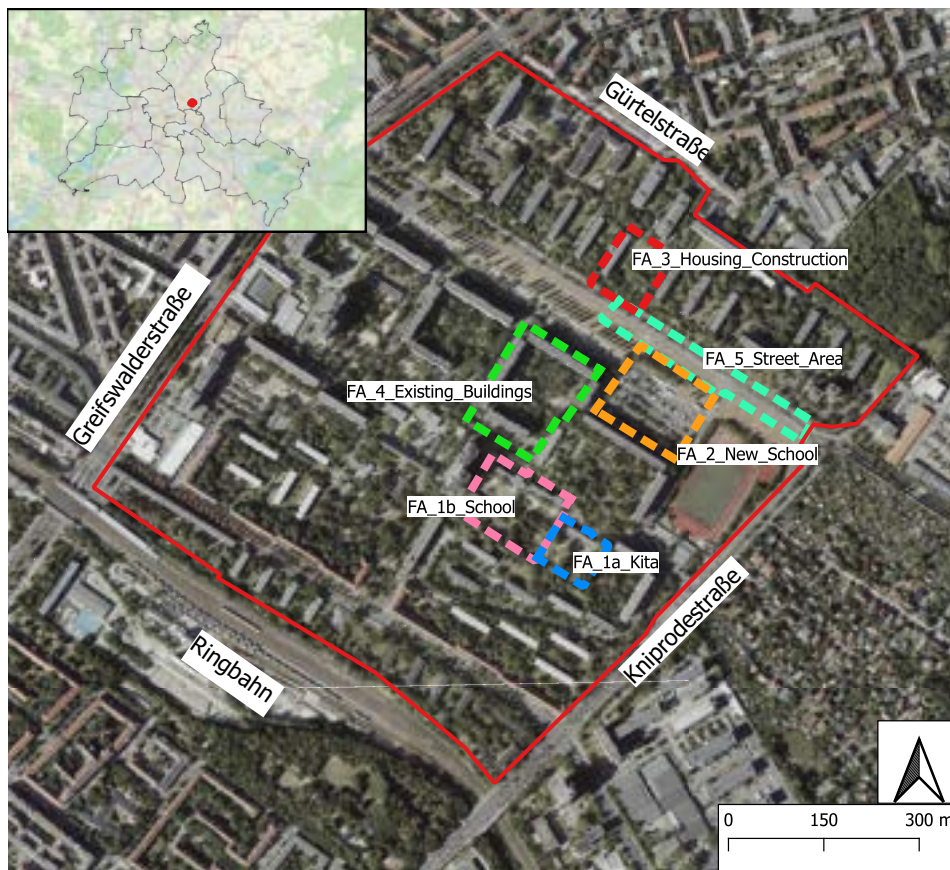 Gürtelstraße
FA_3_Housing_Construction
Greifswalderstraße
FA_5_Street_Area
FA_4_Existing_Buildings
FA_2_New_School
FA_1b_School
FA_1a_Kita
Kniprodestraße
Ringbahn
0 150 300 m